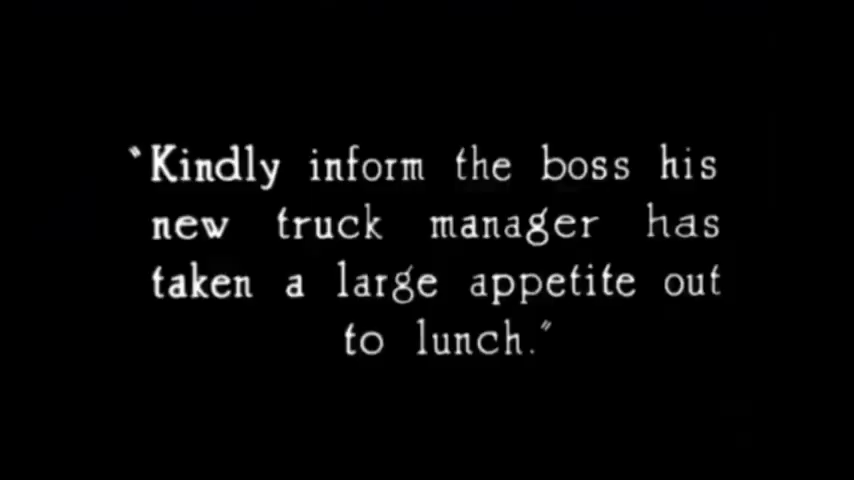 "Kindly inform the boss his
new truck manager has
taken a large appetite out
to lunch."